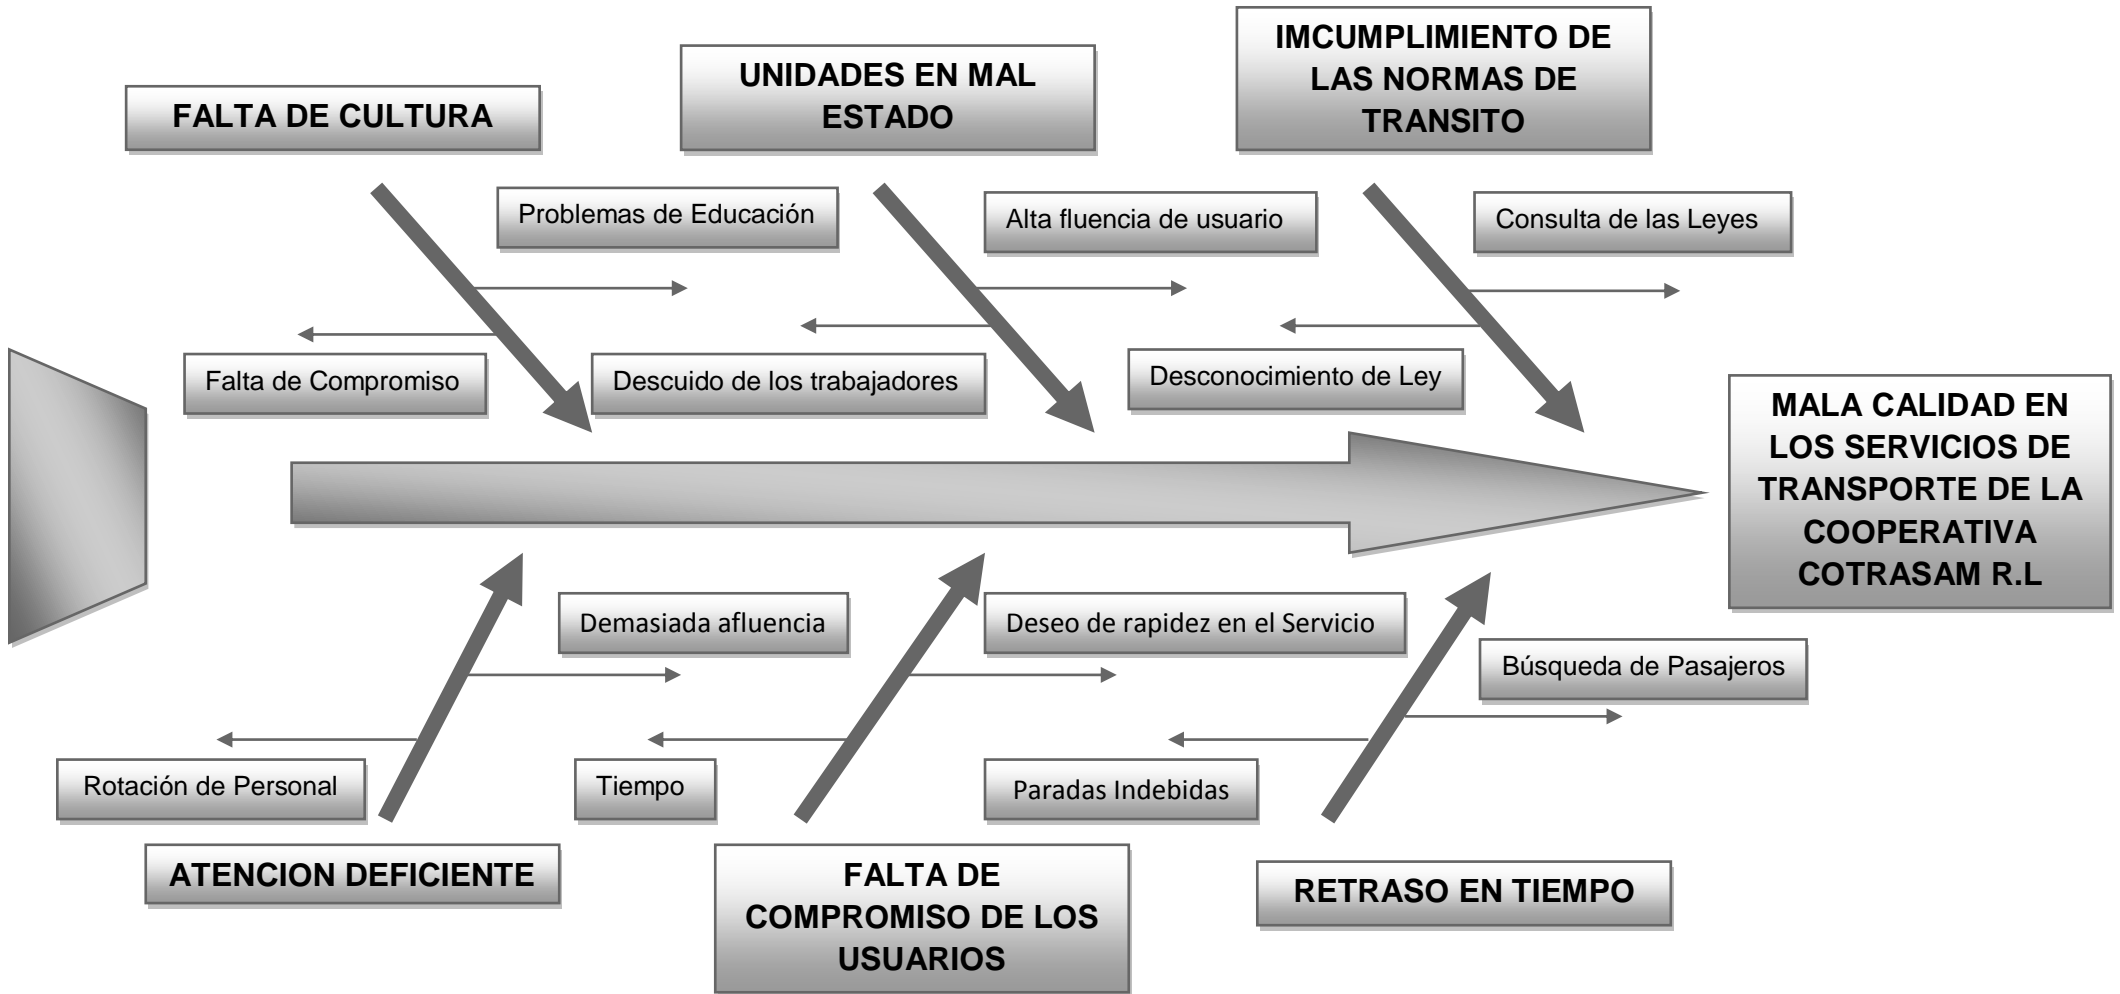 FALTA DE CULTURA
UNIDADES EN MAL
ESTADO
IMCUMPLIMIENTO DE
LAS NORMAS DE
TRANSITO
Problemas de Educación
Alta fluencia de usuario
Consulta de las Leyes
Falta de Compromiso
Descuido de los trabajadores
Desconocimiento de Ley
MALA CALIDAD EN
LOS SERVICIOS DE
TRANSPORTE DE LA
COOPERATIVA
COTRASAM R.L
Demasiada afluencia
Deseo de rapidez en el Servicio
Búsqueda de Pasajeros
Rotación de Personal
Tiempo
Paradas Indebidas
ATENCION DEFICIENTE
FALTA DE
COMPROMISO DE LOS
USUARIOS
RETRASO EN TIEMPO